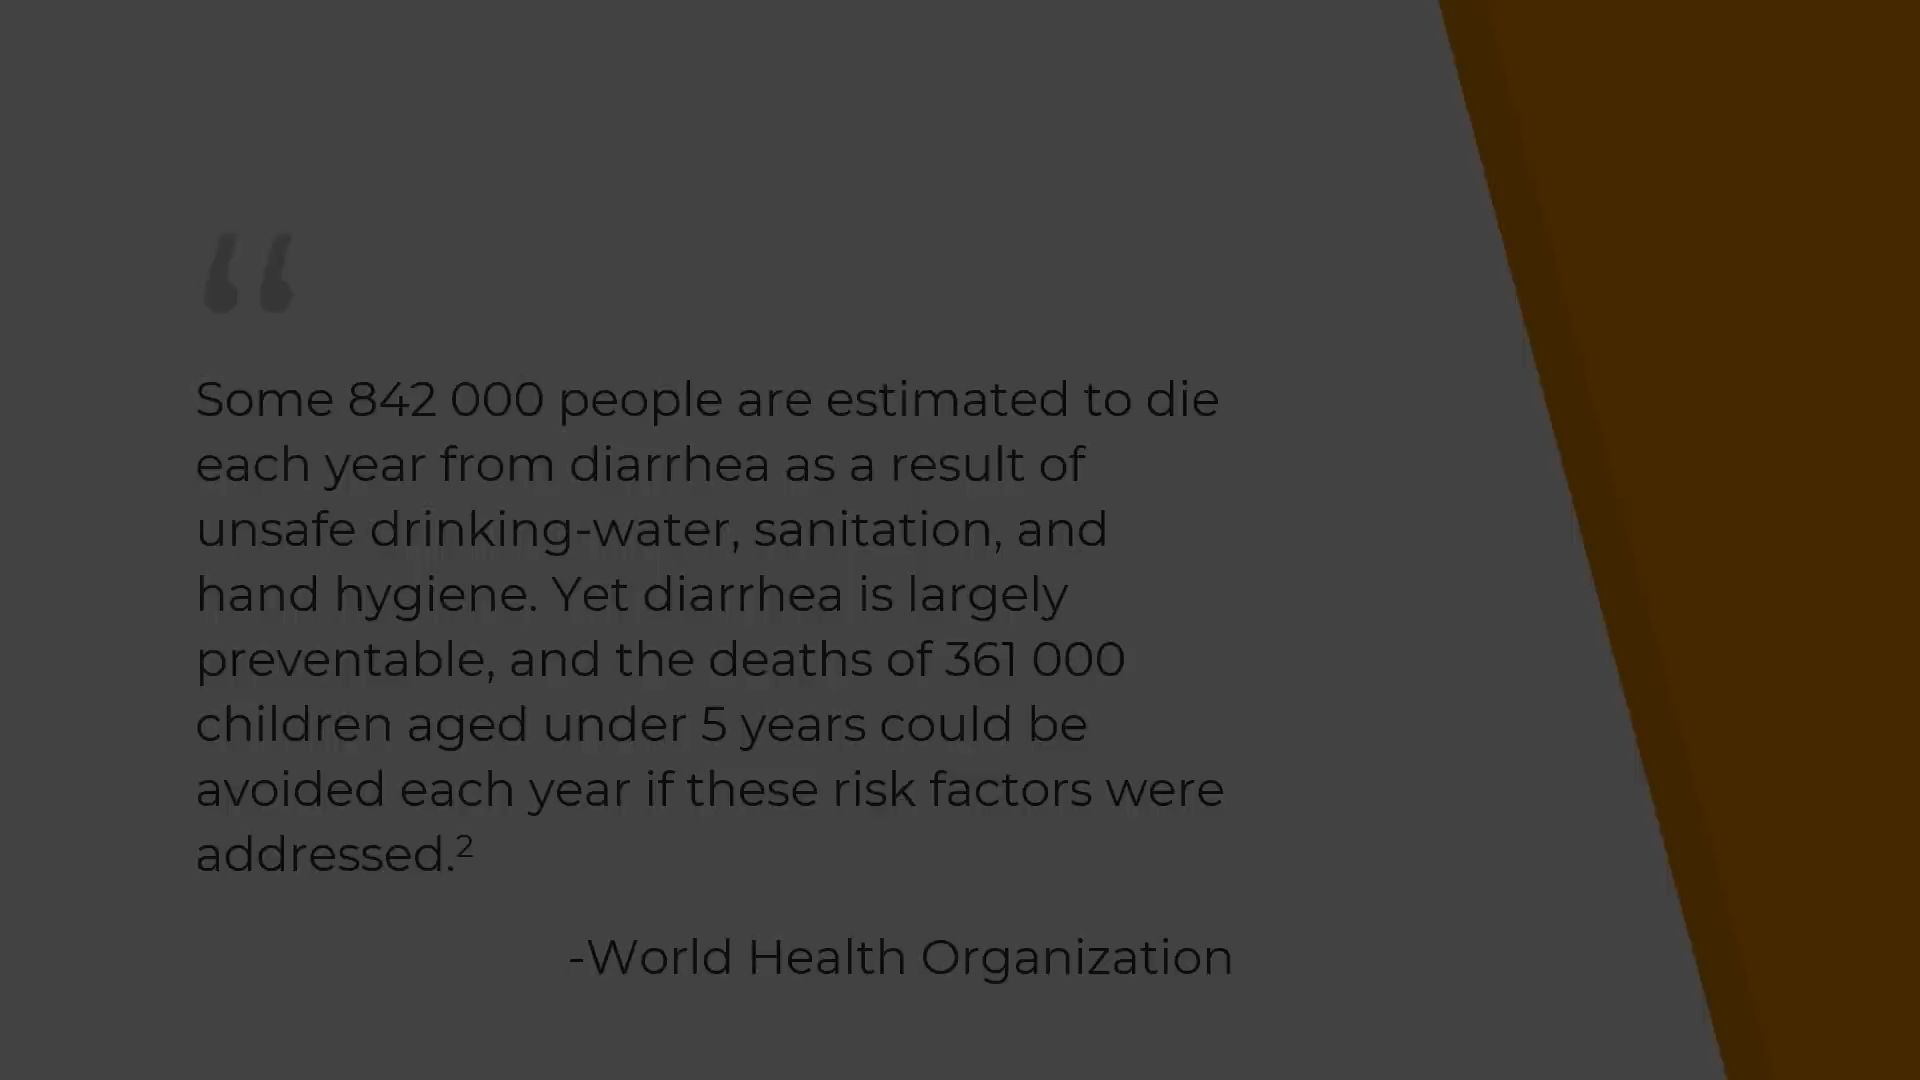 “
Some 842 000 people are estimated to die
each year from diarrhea as a result of
unsafe drinking-water, sanitation, and
hand hygiene. Yet diarrhea is largely
preventable, and the deaths of 361 000
children aged under 5 years could be
avoided each year if these risk factors were
addressed.²
-World Health Organization